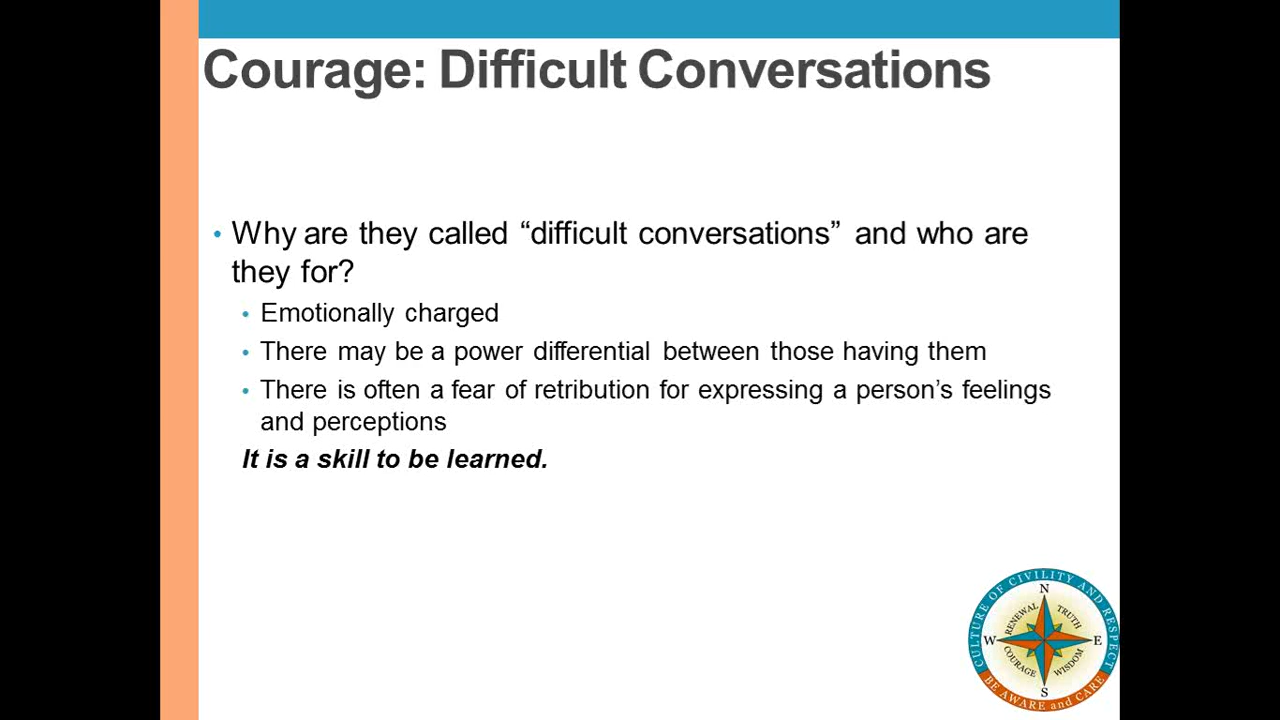 Courage: Difficult Conversations
• Why are they called “difficult conversations” and who are
they for?
• Emotionally charged
• There may be a power differential between those having them
• There is often a fear of retribution for expressing a person’s feelings
and perceptions
It is a skill to be learned.
CULTURE OF CIVILITY AND RESPECT
N
RENEWAL TRUTH
W E
COURAGE WISDOM
S
BE AWARE and CARE